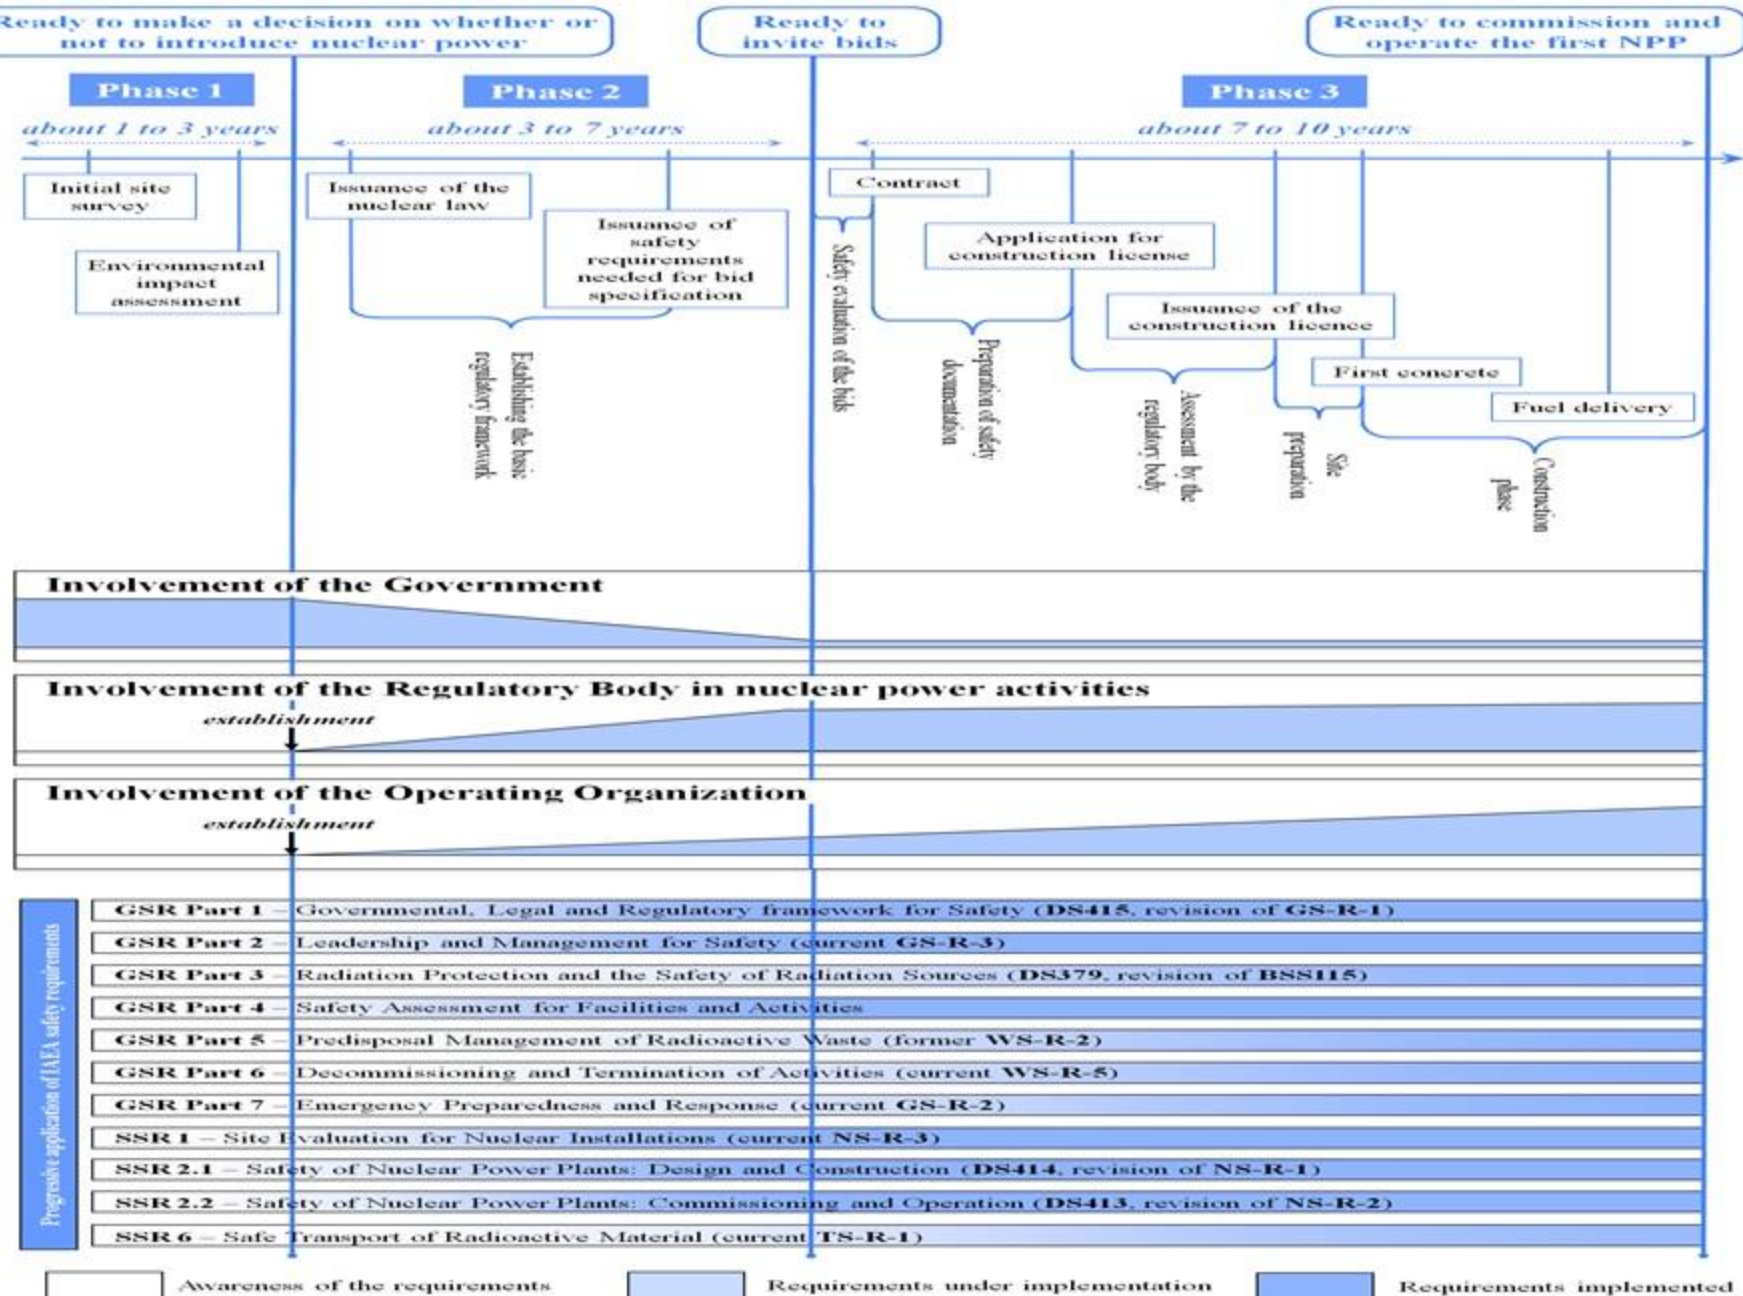 Ready to make a decision on whether or
not to introduce nuclear power
Ready to
invite bids
Ready to commission and
operate the first NPP
Phase 1
Phase 2
Phase 3
about 1 to 3 years
about 3 to 7 years
about 7 to 10 years
Initial site
survey
Environmental
impact
assessment
Issuance of the
nuclear law
Issuance of
safety
requirements
needed for bid
specification
Contract
Application for
construction license
Issuance of the
construction licence
First concrete
Fuel delivery
Establishing the basic
regulatory framework
Safety evaluation of the bids
Preparation of safety
documentation
Assessment by the
regulatory body
Site
preparation
Construction
phase
Involvement of the Government
Involvement of the Regulatory Body in nuclear power activities
establishment
Involvement of the Operating Organization
establishment
Progressive application of IAEA safety requirements
GSR Part 1 – Governmental, Legal and Regulatory framework for Safety (DS415, revision of GS-R-1)
GSR Part 2 – Leadership and Management for Safety (current GS-R-3)
GSR Part 3 – Radiation Protection and the Safety of Radiation Sources (DS379, revision of BSS115)
GSR Part 4 – Safety Assessment for Facilities and Activities
GSR Part 5 – Predisposal Management of Radioactive Waste (former WS-R-2)
GSR Part 6 – Decommissioning and Termination of Activities (current WS-R-5)
GSR Part 7 – Emergency Preparedness and Response (current GS-R-2)
SSR 1 – Site Evaluation for Nuclear Installations (current NS-R-3)
SSR 2.1 – Safety of Nuclear Power Plants: Design and Construction (DS414, revision of NS-R-1)
SSR 2.2 – Safety of Nuclear Power Plants: Commissioning and Operation (DS413, revision of NS-R-2)
SSR 6 – Safe Transport of Radioactive Material (current TS-R-1)
Awareness of the requirements
Requirements under implementation
Requirements implemented